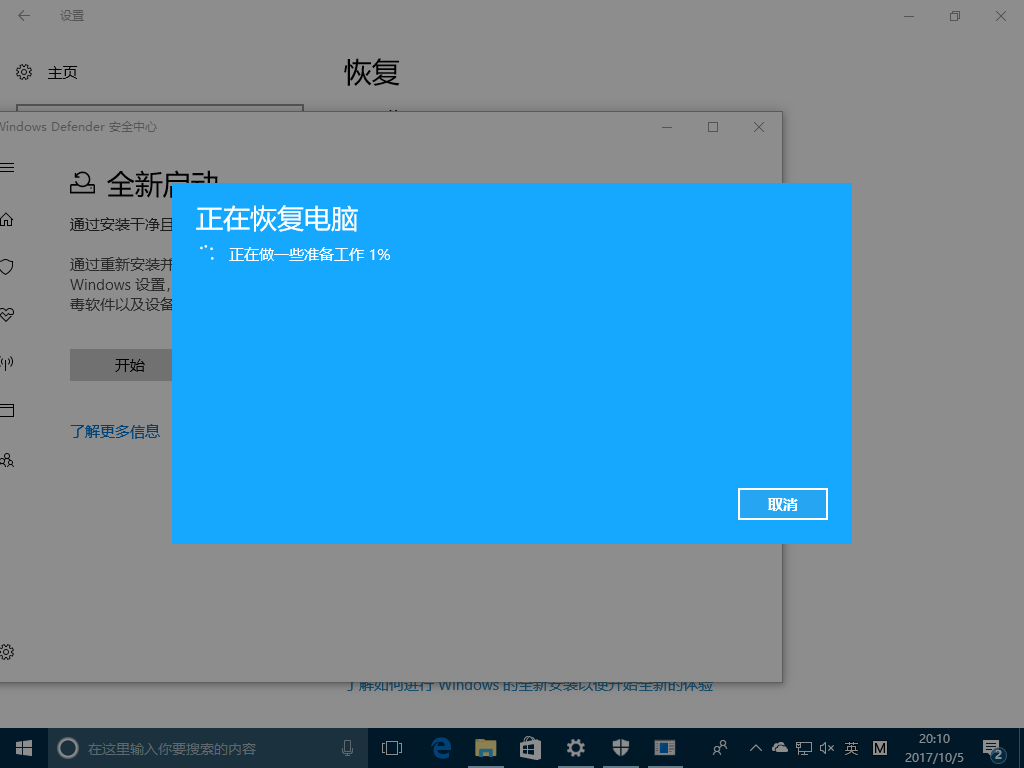 设置
主页
恢复
Windows Defender 安全中心
全新启动
通过安装干净且
通过重新安装并
Windows 设置，
毒软件以及设备
开始
了解更多信息
正在恢复电脑
正在做一些准备工作 1%
取消
了解如何进行 Windows 的全新安装以便开始全新的体验
在这里输入你要搜索的内容
英
M
20:10
2017/10/5
2